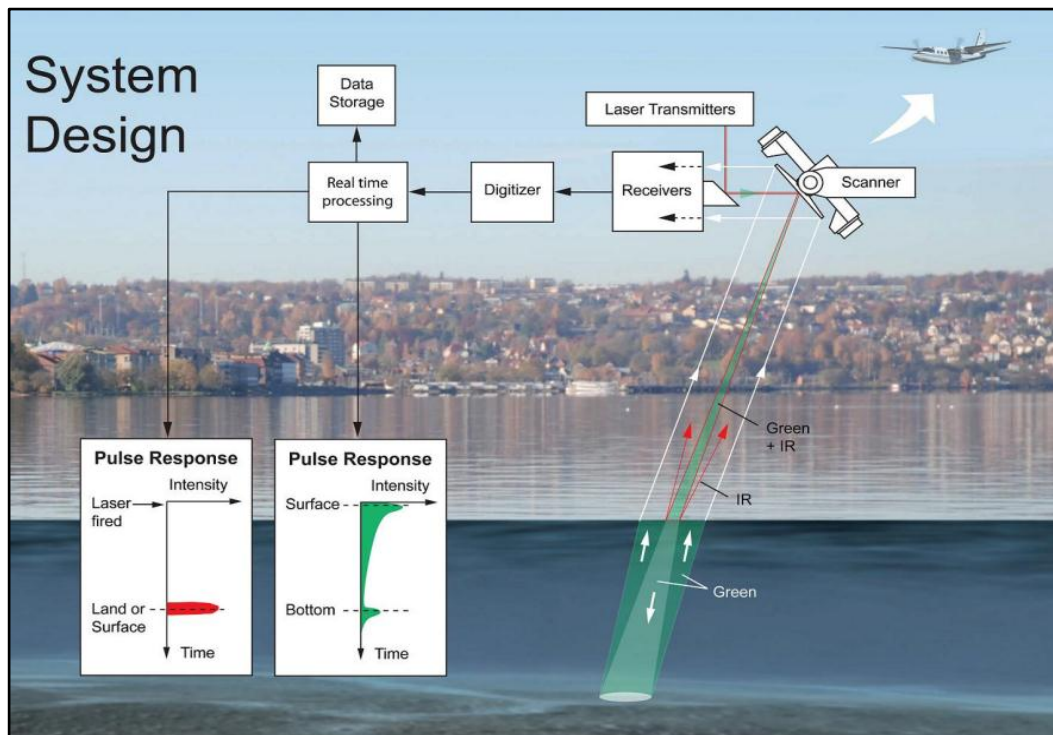 System
Design
Data
Storage
Laser Transmitters
Real time
processing
Digitizer
Receivers
Scanner
Green
+ IR
IR
Green
Pulse Response
Intensity
Laser
fired
Land or
Surface
Time
Pulse Response
Intensity
Surface
Bottom
Time